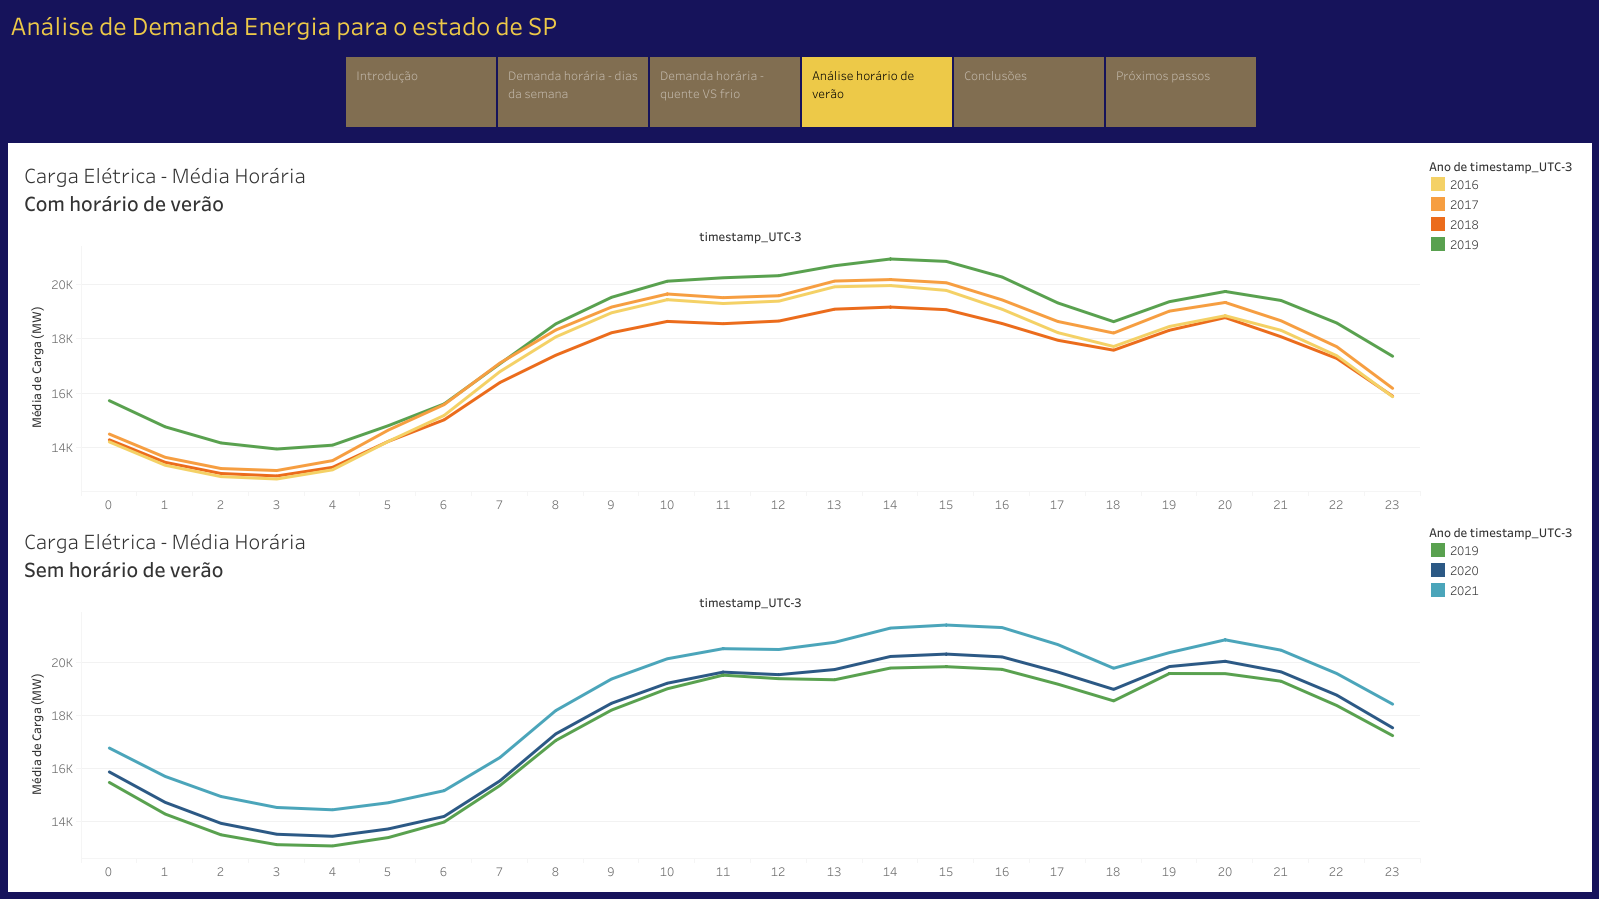 Análise de Demanda Energia para o estado de SP
Introdução
Demanda horária - dias
da semana
Demanda horária -
quente VS frio
Análise horário de
verão
Conclusões
Próximos passos
Carga Elétrica - Média Horária
Com horário de verão
Ano de timestamp_UTC-3
2016
2017
2018
2019
timestamp_UTC-3
Média de Carga (MW)
20K
18K
16K
14K
0 1 2 3 4 5 6 7 8 9 10 11 12 13 14 15 16 17 18 19 20 21 22 23
Carga Elétrica - Média Horária
Sem horário de verão
Ano de timestamp_UTC-3
2019
2020
2021
timestamp_UTC-3
Média de Carga (MW)
20K
18K
16K
14K
0 1 2 3 4 5 6 7 8 9 10 11 12 13 14 15 16 17 18 19 20 21 22 23